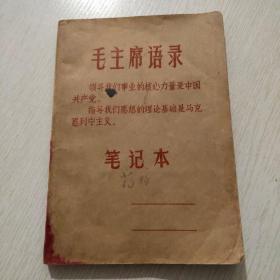 毛主席语录
领导我们事业的核心力量是中国
共产党。
指导我们思想的理论基础是马克
思列宁主义。
笔记本